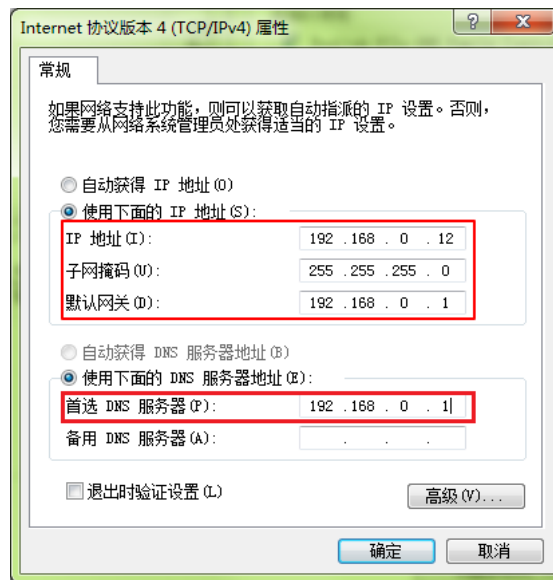 Internet 协议版本 4 (TCP/IPv4) 属性
常规
如果网络支持此功能，则可以获取自动指派的 IP 设置。否则，
您需要从网络系统管理员处获得适当的 IP 设置。
自动获得 IP 地址(O)
使用下面的 IP 地址(S):
IP 地址(I): 192 .168 . 0 . 12
子网掩码(U): 255 .255 .255 . 0
默认网关(D): 192 .168 . 0 . 1
自动获得 DNS 服务器地址(B)
使用下面的 DNS 服务器地址(E):
首选 DNS 服务器(P): 192 .168 . 0 . 1
备用 DNS 服务器(A): . . .
退出时验证设置(L)
高级(V)...
确定 取消